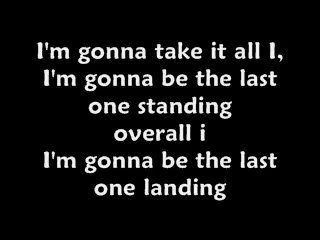 I'm gonna take it all I,
I'm gonna be the last
one standing
overall i
I'm gonna be the last
one landing